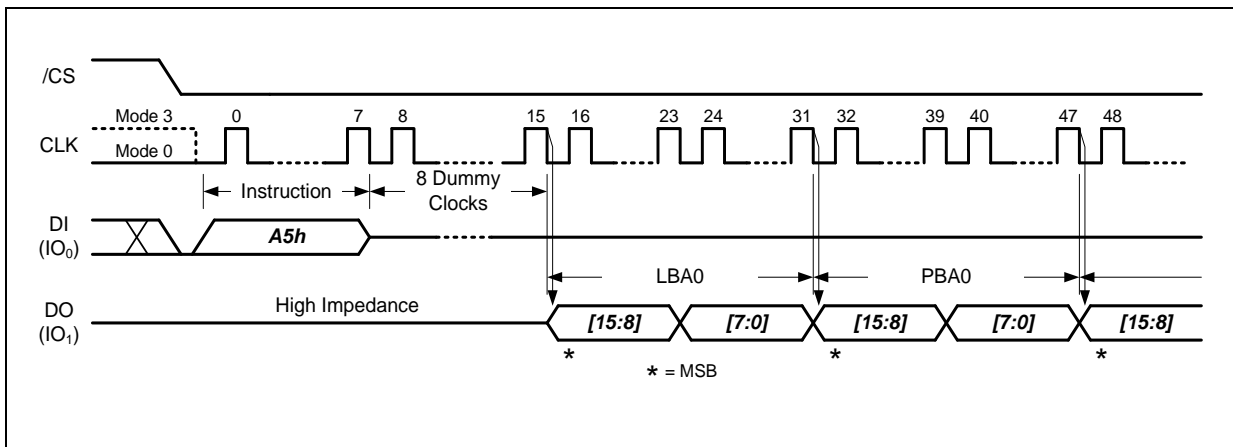 /CS
Mode 3
0 7 8 15 16 23 24 31 32 39 40 47 48
CLK
Mode 0
Instruction
8 Dummy
Clocks
DI
(IO₀)
A5h
LBA0 PBA0
High Impedance
DO
(IO₁)
[15:8] [7:0] [15:8] [7:0] [15:8]
* * *
* = MSB